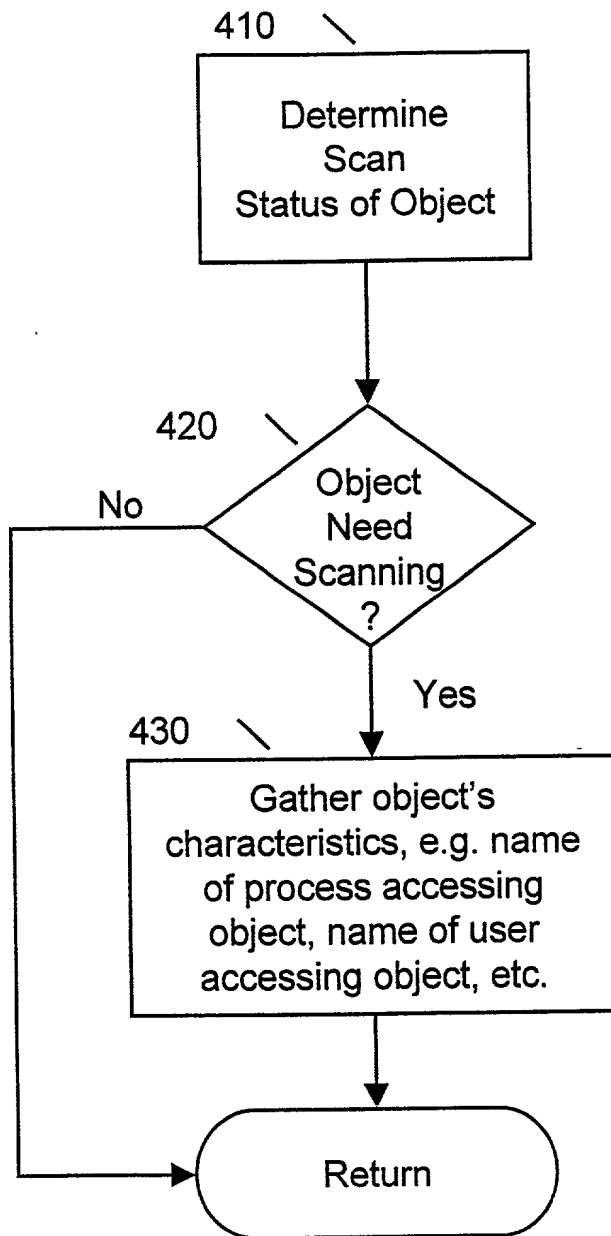 410
Determine
Scan
Status of Object
420
Object
Need
Scanning
?
No
Yes
430
Gather object's
characteristics, e.g. name
of process accessing
object, name of user
accessing object, etc.
Return